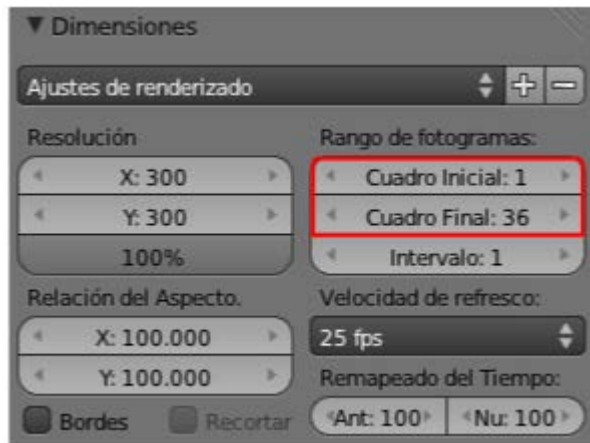 Dimensiones
Ajustes de renderizado
Resolución
X: 300
Y: 300
100%
Relación del Aspecto.
X: 100.000
Y: 100.000
Bordes Recortar
Rango de fotogramas:
Cuadro Inicial: 1
Cuadro Final: 36
Intervalo: 1
Velocidad de refresco:
25 fps
Remapeado del Tiempo:
Ant: 100 Nu: 100